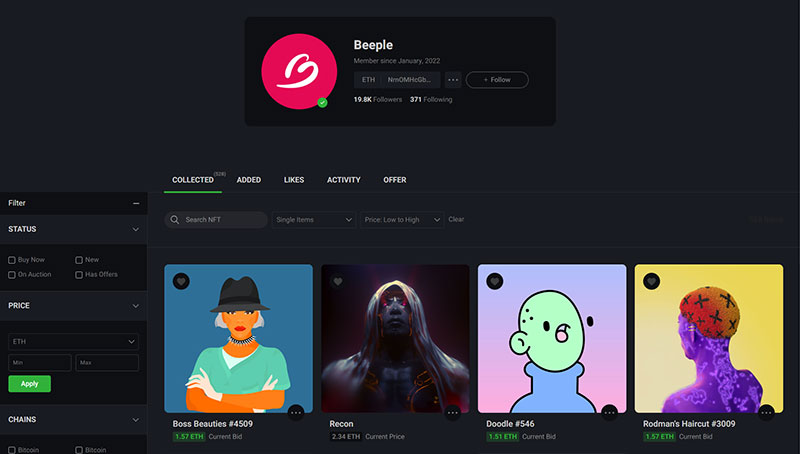 Beeple
Member since January, 2022
ETH NmOMHcGb... ...
+ Follow
19.8K Followers 371 Following
COLLECTED (528) ADDED LIKES ACTIVITY OFFER
Filter
Search NFT Single Items Price: Low to High Clear
STATUS
Buy Now New
On Auction Has Offers
PRICE
ETH
Min Max
Apply
CHAINS
Bitcoin Bitcoin
Boss Beauties #4509
1.57 ETH Current Bid
Recon
2.34 ETH Current Price
Doodle #546
1.51 ETH Current Bid
Rodman's Haircut #3009
1.57 ETH Current Bid